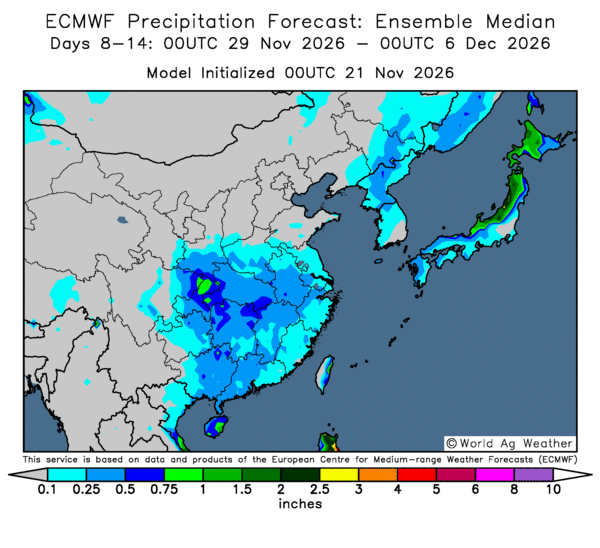 ECMWF Precipitation Forecast: Ensemble Median
Days 8-14: 00UTC 29 Nov 2026 - 00UTC 6 Dec 2026
Model Initialized 00UTC 21 Nov 2026
©World Ag Weather
This service is based on data and products of the European Centre for Medium-range Weather Forecasts (ECMWF)
0.1 0.25 0.5 0.75 1 1.5 2 2.5 3 4 5 6 8 10
inches